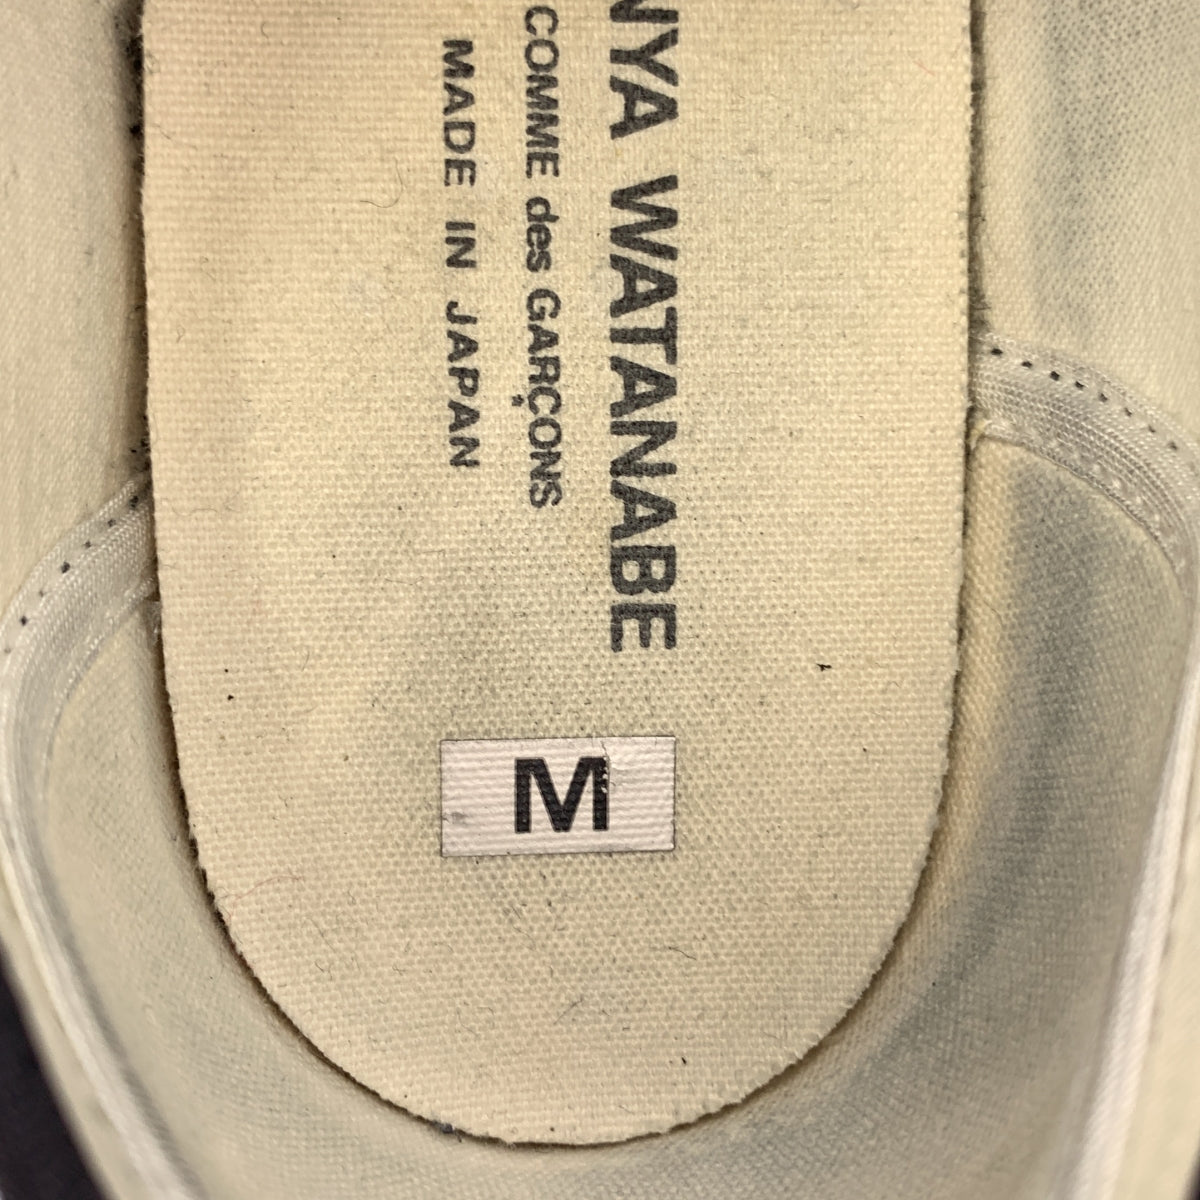 NYA WATANABE
COMME des GARÇONS
MADE IN JAPAN
M